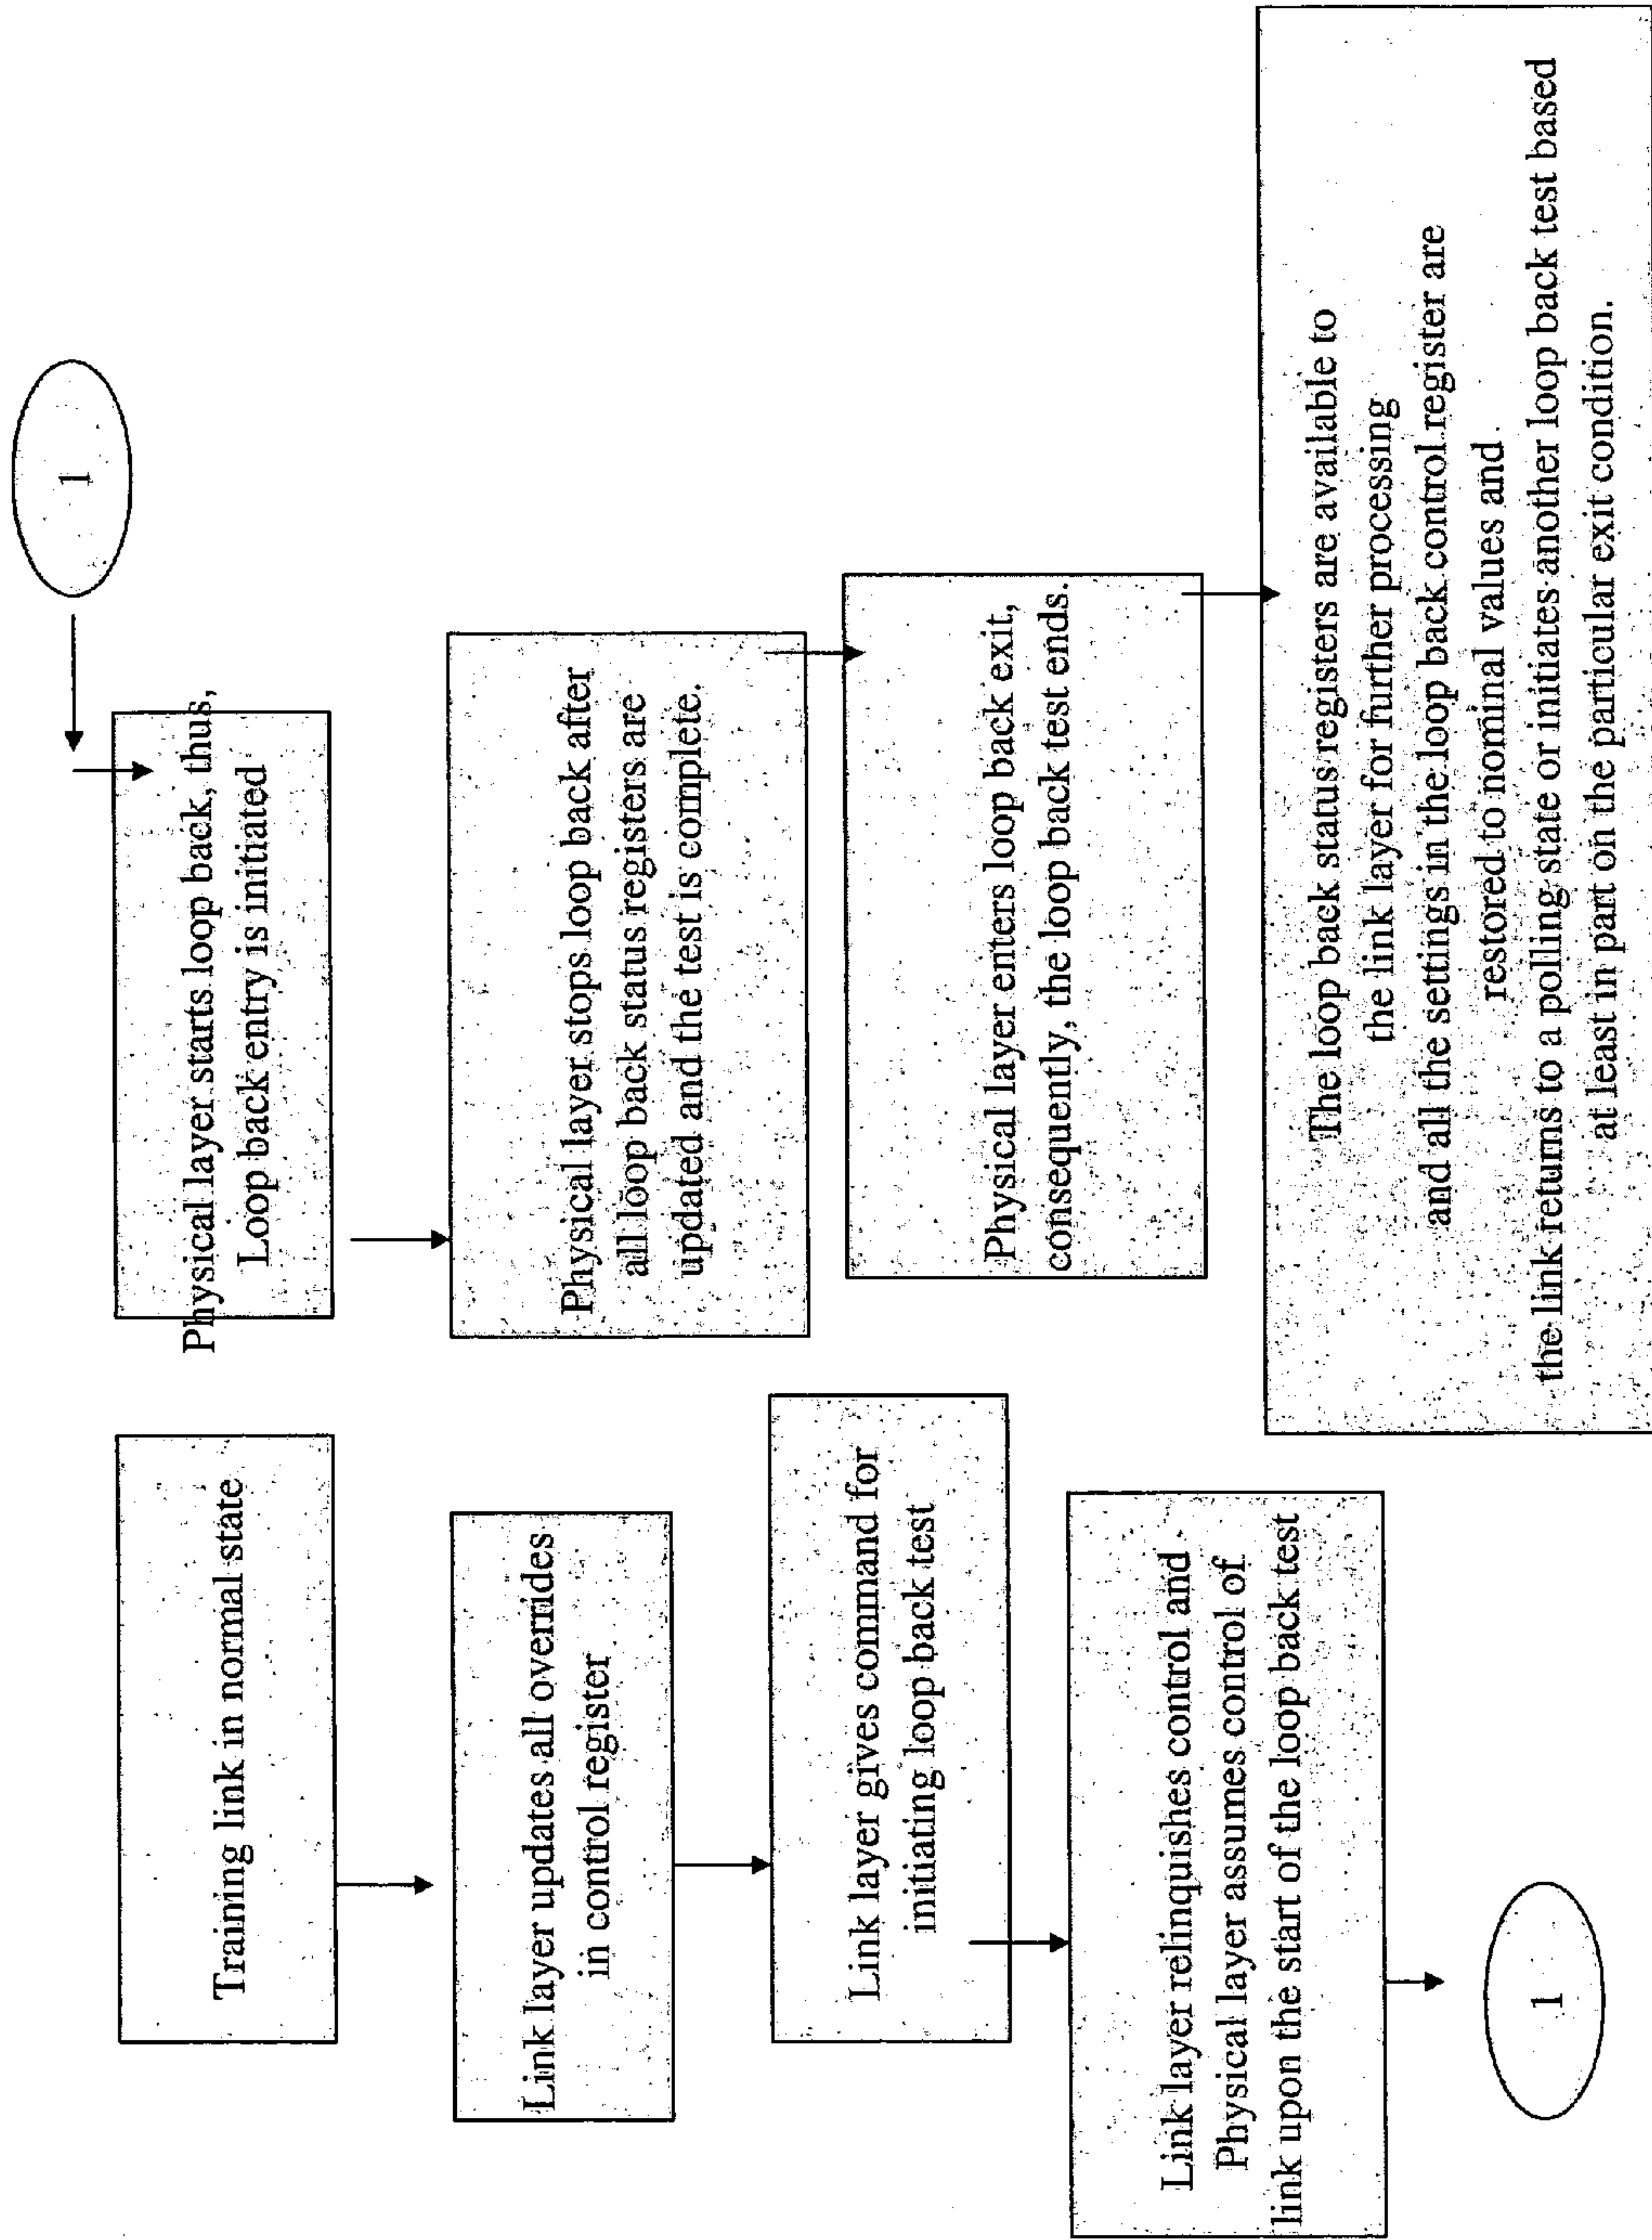 Training link in normal state
Link layer updates all overrides
in control register
Link layer gives command for
initiating loop back test
Link layer relinquishes control and
Physical layer assumes control of
link upon the start of the loop back test
1
1
Physical layer starts loop back, thus,
Loop back entry is initiated
Physical layer stops loop back after
all loop back status registers are
updated and the test is complete.
Physical layer enters loop back exit,
consequently, the loop back test ends.
The loop back status registers are available to
the link layer for further processing
and all the settings in the loop back control register are
restored to nominal values and
the link returns to a polling state or initiates another loop back test based
at least in part on the particular exit condition.